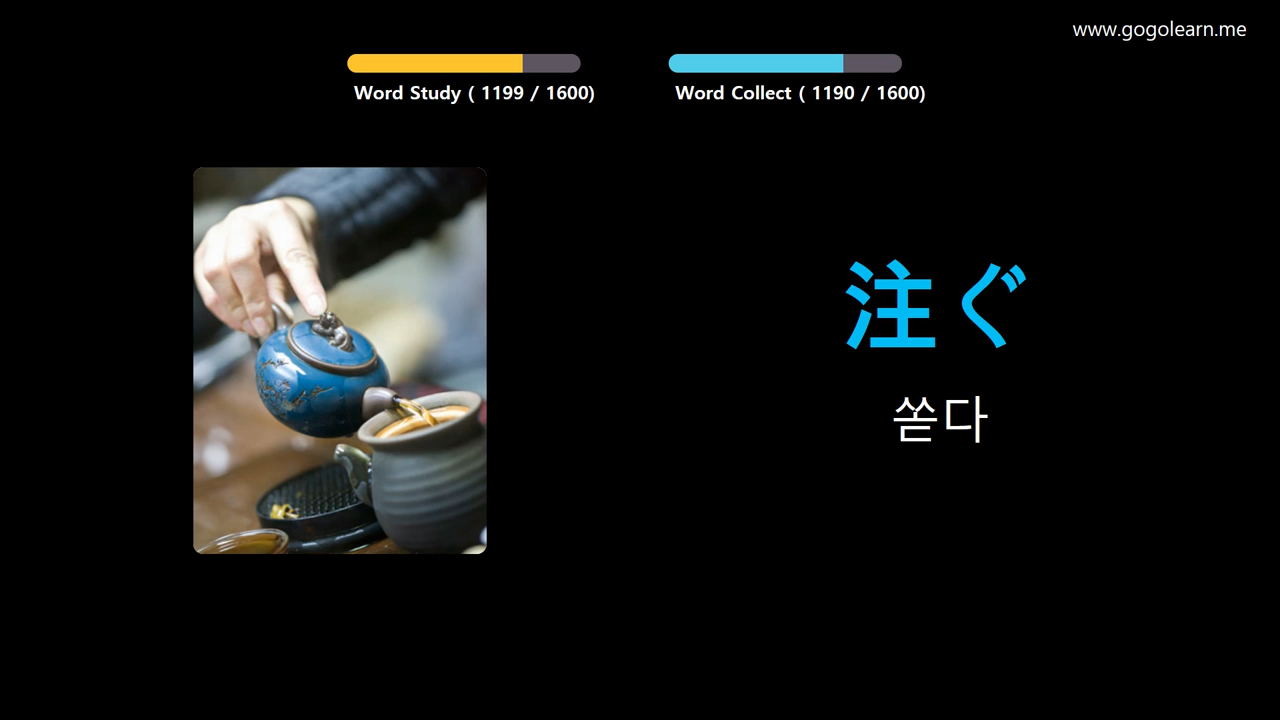 www.gogolearn.me
Word Study ( 1199 / 1600)
Word Collect ( 1190 / 1600)
注ぐ
쏟다